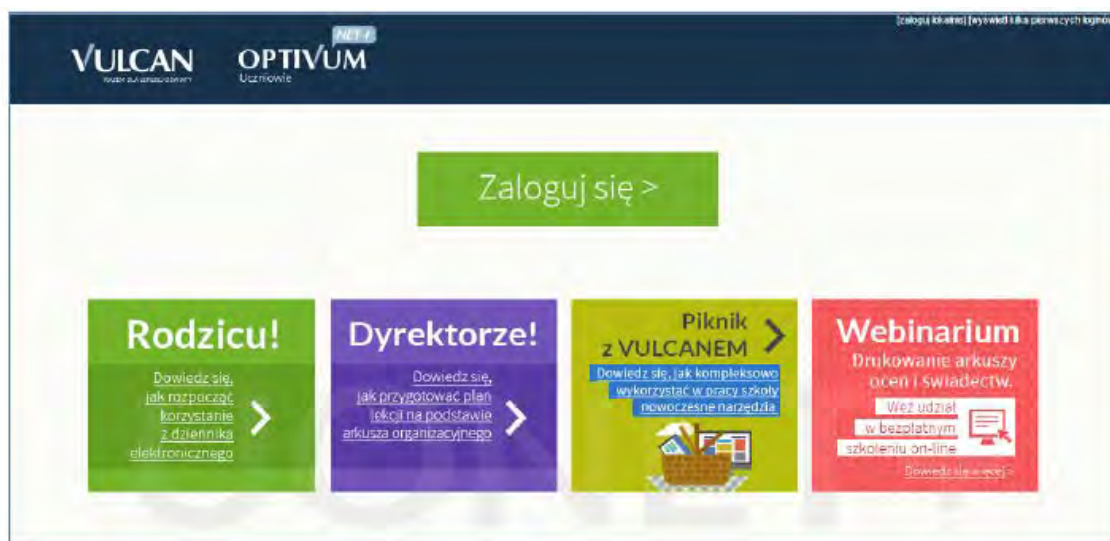 [zaloguj lokalnie] [wyświetl kilka pierwszych loginów
VULCAN
OPTIVUM
NET+
Uczniowie
Zaloguj się >
Rodzicu!
Dowiedz się,
jak rozpocząć
korzystanie
z dziennika
elektronicznego
Dyrektorze!
Dowiedz się,
jak przygotować plan
lekcji na podstawie
arkusza organizacyjnego
Piknik
z VULCANEM
Dowiedz się, jak kompleksowo
wykorzystać w pracy szkoły
nowoczesne narzędzia
Webinarium
Drukowanie arkuszy
ocen i świadectw.
Weź udział
w bezpłatnym
szkoleniu on-line
Dowiedz się więcej>